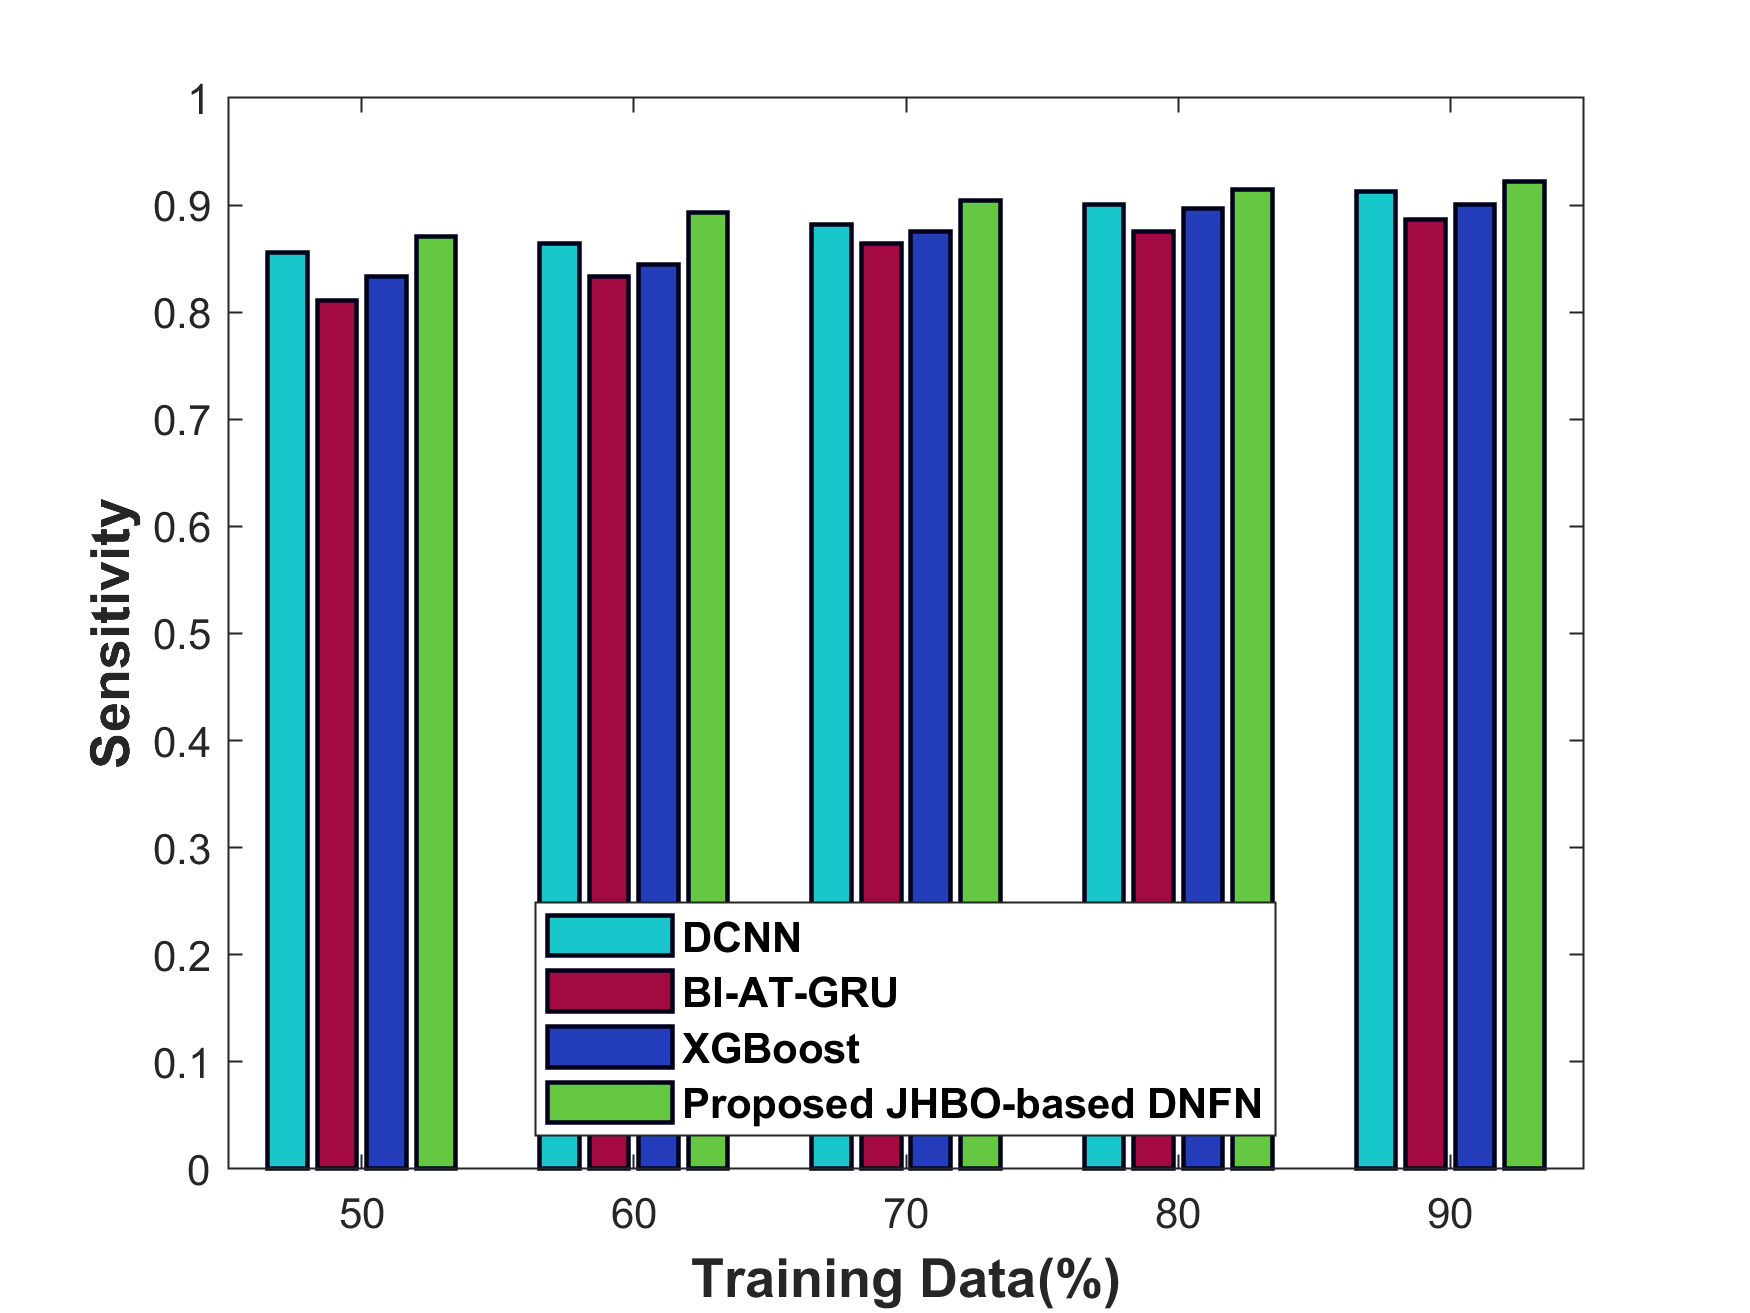 1
0.9
0.8
0.7
0.6
0.5
0.4
0.3
0.2
0.1
0
Sensitivity
DCNN
BI-AT-GRU
XGBoost
Proposed JHBO-based DNFN
50 60 70 80 90
Training Data(%)